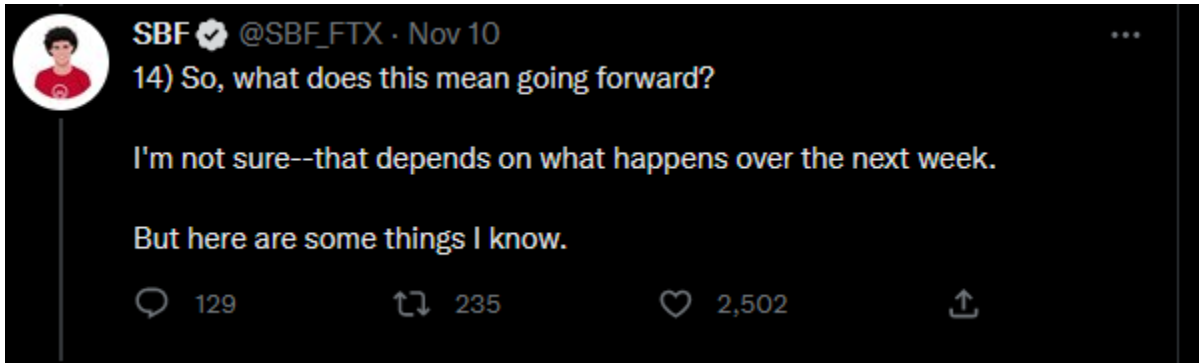 SBF @SBF_FTX · Nov 10
14) So, what does this mean going forward?
I'm not sure--that depends on what happens over the next week.
But here are some things I know.
129 235 2,502